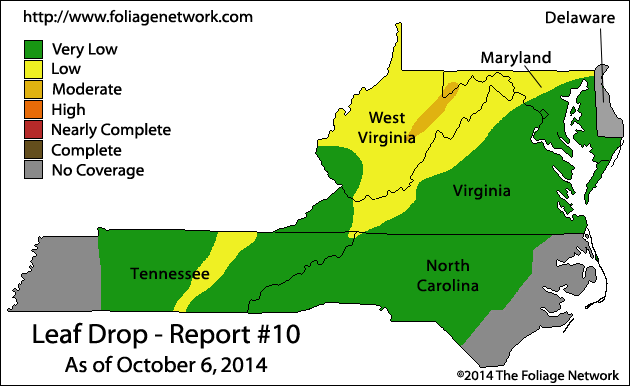 http://www.foliagenetwork.com
Delaware
Very Low
Low
Moderate
High
Nearly Complete
Complete
No Coverage
Maryland
West
Virginia
Virginia
Tennessee
North
Carolina
Leaf Drop - Report #10
As of October 6, 2014
©2014 The Foliage Network